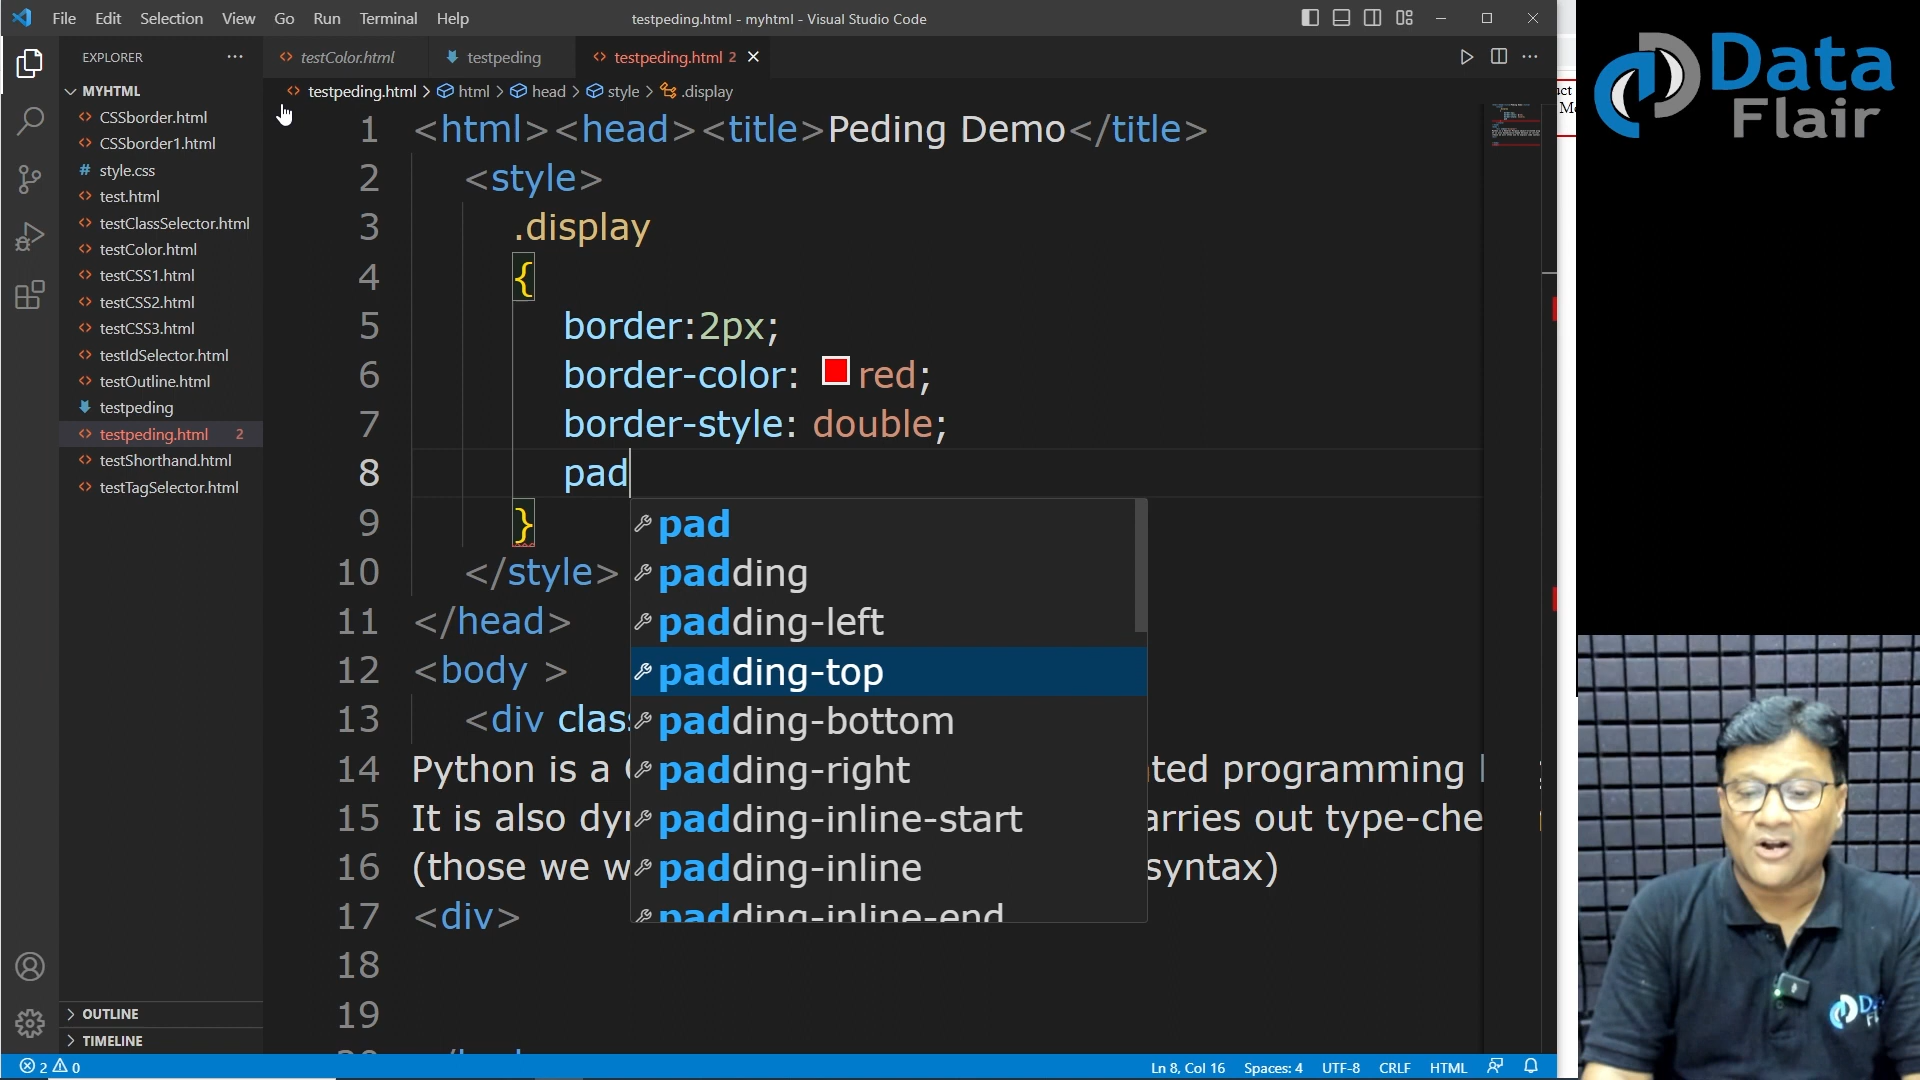 File Edit Selection View Go Run Terminal Help
testpeding.html - myhtml - Visual Studio Code
EXPLORER
testColor.html
testpeding
testpeding.html 2
MYHTML
testpeding.html > html > head > style > .display
CSSborder.html
CSSborder1.html
style.css
test.html
testClassSelector.html
testColor.html
testCSS1.html
testCSS2.html
testCSS3.html
testIdSelector.html
testOutline.html
testpeding
testpeding.html 2
testShorthand.html
testTagSelector.html
OUTLINE
TIMELINE
1 <html><head><title>Peding Demo</title>
2 <style>
3 .display
4 {
5 border:2px;
6 border-color: red;
7 border-style: double;
8 pad
9 }
10 </style>
11 </head>
12 <body >
13 <div clas
14 Python is a ted programming
15 It is also arries out type-che
16 (those we syntax)
17 <div>
18
19
pad
padding
padding-left
padding-top
padding-bottom
padding-right
padding-inline-start
padding-inline
padding-inline-end
2 0
Ln 8, Col 16 Spaces: 4 UTF-8 CRLF HTML
Data
Flair